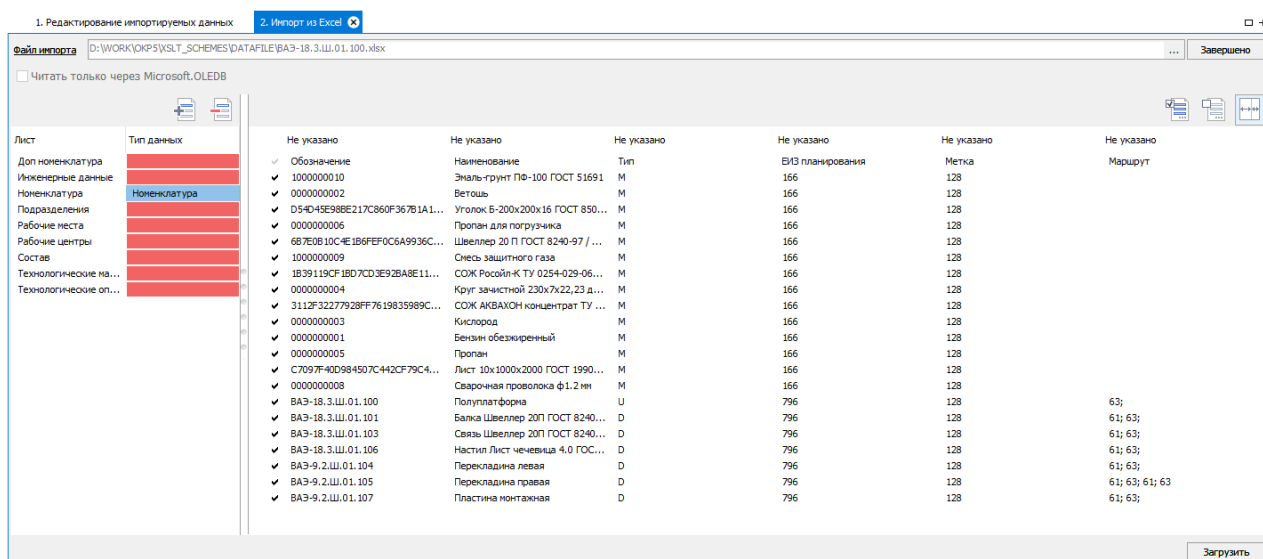 1. Редактирование импортируемых данных 2. Импорт из Excel
Файл импорта D:\WORK\OKP5\XSLT_SCHEMES\DATAFILE\ВАЭ-18.3.Ш.01.100.xlsx ... Завершено
Читать только через Microsoft.OLEDB
Лист Тип данных Не указано Не указано Не указано Не указано Не указано Не указано
Доп номенклатура Обозначение Наименование Тип ЕИЗ планирования Метка Маршрут
Инженерные данные 1000000010 Эмаль-грунт ПФ-100 ГОСТ 51691 М 166 128
Номенклатура Номенклатура 0000000002 Ветошь М 166 128
Подразделения D54D45E98BE217C860F367B1A1... Уголок Б-200x200x16 ГОСТ 850... М 166 128
Рабочие места 0000000006 Пропан для погрузчика М 166 128
Рабочие центры 6B7E0B10C4E1B6FEF0C6A9936C... Швеллер 20 П ГОСТ 8240-97 / ... М 166 128
Состав 1000000009 Смесь защитного газа М 166 128
Технологические ма... 1B39119CF1BD7CD3E92BA8E11... СОЖ Росойл-К ТУ 0254-029-06... М 166 128
Технологические оп... 0000000004 Круг зачистной 230x7x22,23 д... М 166 128
3112F32277928FF7619835989C... СОЖ АКВАХОН концентрат ТУ ... М 166 128
0000000003 Кислород М 166 128
0000000001 Бензин обезжиренный М 166 128
0000000005 Пропан М 166 128
C7097F40D984507C442CF79C4... Лист 10x1000x2000 ГОСТ 1990... М 166 128
0000000008 Сварочная проволока ф1.2 мм М 166 128
ВАЭ-18.3.Ш.01.100 Полуплатформа U 796 128 63;
ВАЭ-18.3.Ш.01.101 Балка Швеллер 20П ГОСТ 8240... D 796 128 61; 63;
ВАЭ-18.3.Ш.01.103 Связь Швеллер 20П ГОСТ 8240... D 796 128 61; 63;
ВАЭ-18.3.Ш.01.106 Настил Лист чечевица 4.0 ГОС... D 796 128 61; 63;
ВАЭ-9.2.Ш.01.104 Перекладина левая D 796 128 61; 63;
ВАЭ-9.2.Ш.01.105 Перекладина правая D 796 128 61; 63; 61; 63
ВАЭ-9.2.Ш.01.107 Пластина монтажная D 796 128 61; 63;
Загрузить